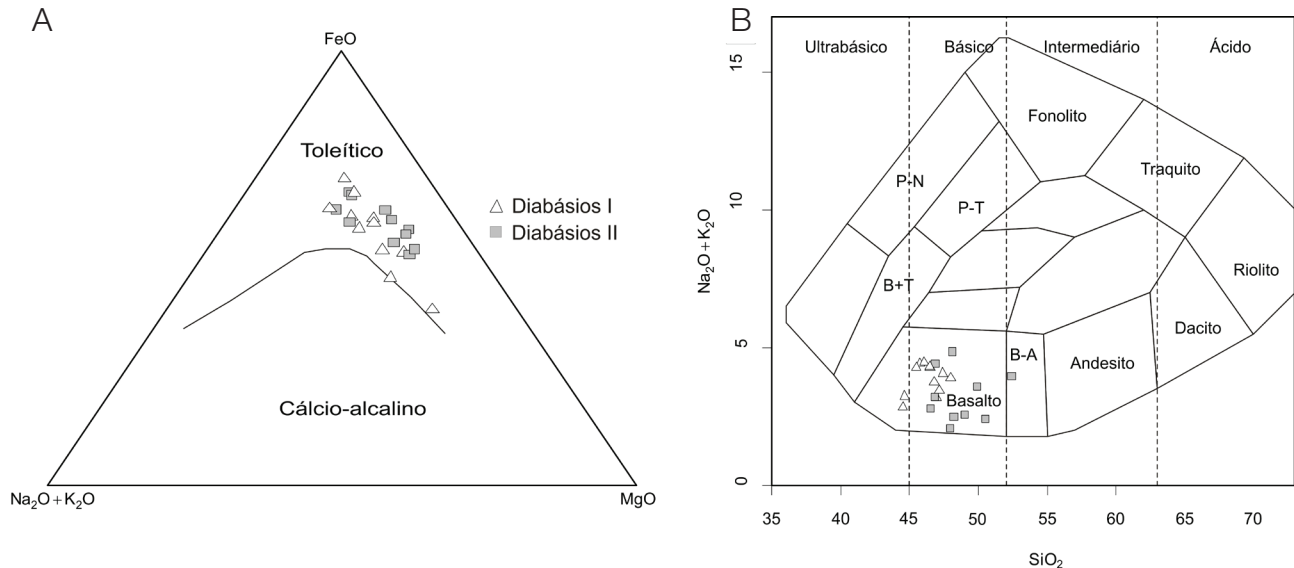 A
FeO
Toleítico
Cálcio-alcalino
Na₂O + K₂O
MgO
Diabásios I
Diabásios II
B
Ultrabásico
Básico
Intermediário
Ácido
Fonolito
Traquito
P-N
P-T
B+T
Riolito
Dacito
B-A
Andesito
Basalto
Na₂O + K₂O
15
10
5
0
35 40 45 50 55 60 65 70
SiO₂